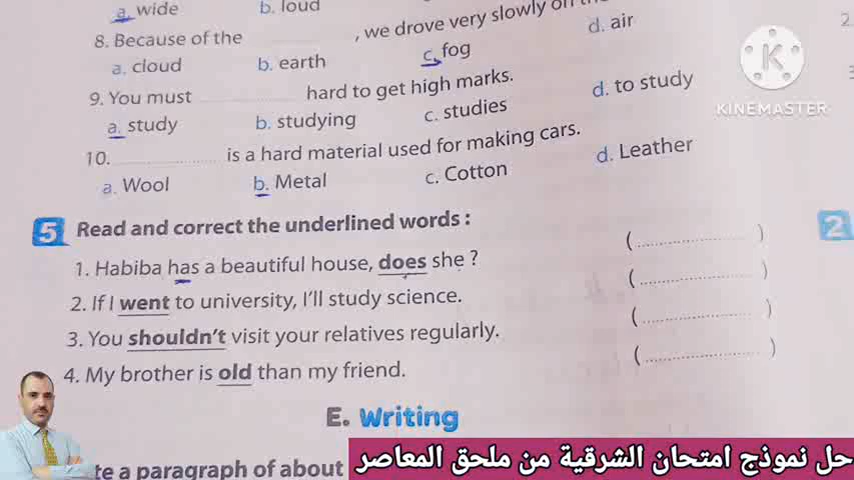 a. wide b. loud
8. Because of the ............ , we drove very slowly on
a. cloud b. earth c. fog d. air
9. You must ............ hard to get high marks.
a. study b. studying c. studies d. to study
10. ............ is a hard material used for making cars.
a. Wool b. Metal c. Cotton d. Leather
5 Read and correct the underlined words :
1. Habiba has a beautiful house, does she ? (............)
2. If I went to university, I'll study science. (............)
3. You shouldn't visit your relatives regularly. (............)
4. My brother is old than my friend. (............)
E. Writing
te a paragraph of about
2.
2
KINEMASTER
حل نموذج امتحان الشرقية من ملحق المعاصر